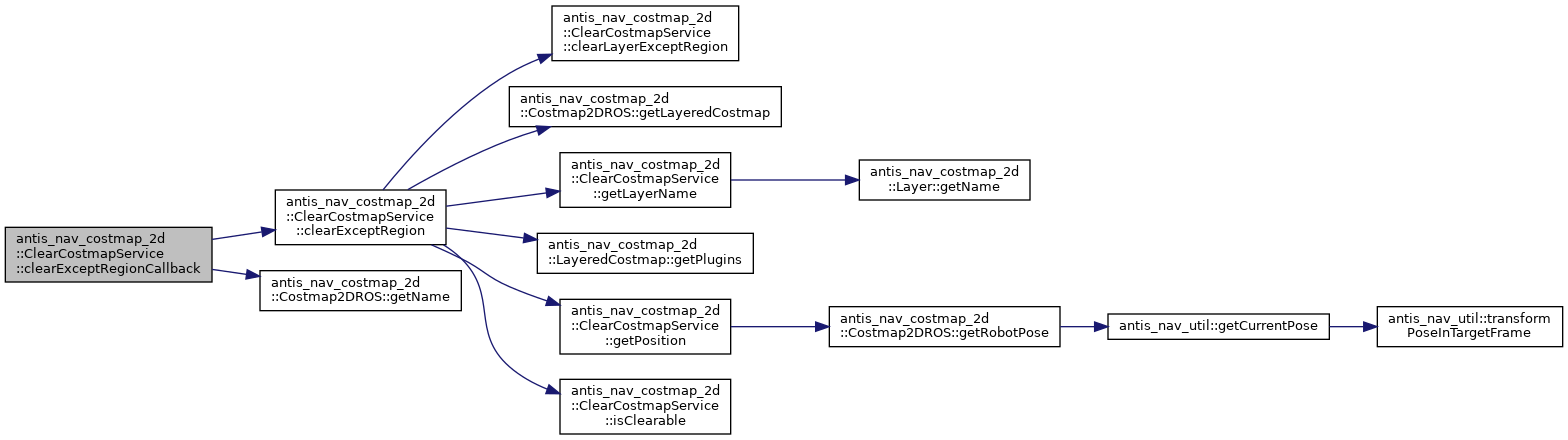 antis_nav_costmap_2d
::ClearCostmapService
::clearExceptRegionCallback
antis_nav_costmap_2d
::ClearCostmapService
::clearExceptRegion
antis_nav_costmap_2d
::Costmap2DROS::getName
antis_nav_costmap_2d
::ClearCostmapService
::clearLayerExceptRegion
antis_nav_costmap_2d
::Costmap2DROS::getLayeredCostmap
antis_nav_costmap_2d
::ClearCostmapService
::getLayerName
antis_nav_costmap_2d
::Layer::getName
antis_nav_costmap_2d
::LayeredCostmap::getPlugins
antis_nav_costmap_2d
::ClearCostmapService
::getPosition
antis_nav_costmap_2d
::Costmap2DROS::getRobotPose
antis_nav_util::getCurrentPose
antis_nav_util::transform
PoseInTargetFrame
antis_nav_costmap_2d
::ClearCostmapService
::isClearable